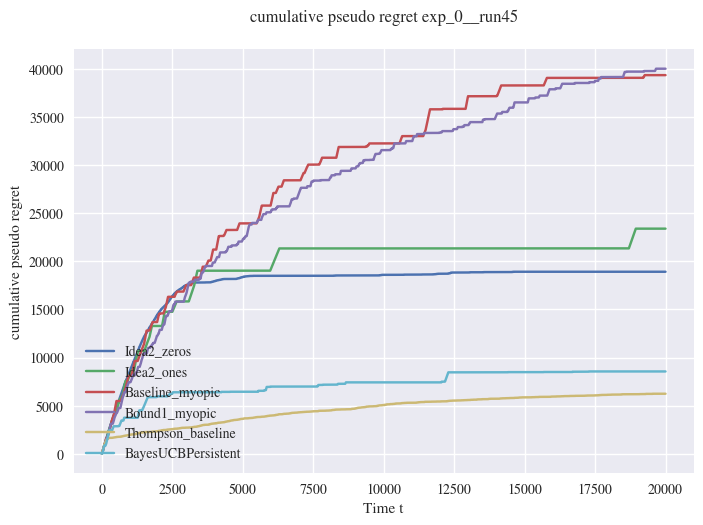 cumulative pseudo regret exp_0__run45
cumulative pseudo regret
40000
35000
30000
25000
20000
15000
10000
5000
0
Idea2_zeros
Idea2_ones
Baseline_myopic
Bound1_myopic
Thompson_baseline
BayesUCBPersistent
0 2500 5000 7500 10000 12500 15000 17500 20000
Time t